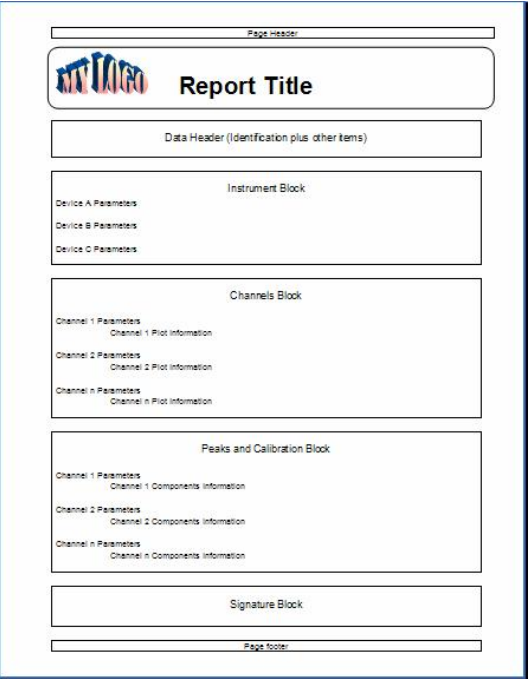 Page Header
MY LOGO
Report Title
Data Header (Identification plus other items)
Instrument Block
Device A Parameters
Device B Parameters
Device C Parameters
Channels Block
Channel 1 Parameters
Channel 1 Plot Information
Channel 2 Parameters
Channel 2 Plot Information
Channel n Parameters
Channel n Plot Information
Peaks and Calibration Block
Channel 1 Parameters
Channel 1 Components Information
Channel 2 Parameters
Channel 2 Components Information
Channel n Parameters
Channel n Components Information
Signature Block
Page footer